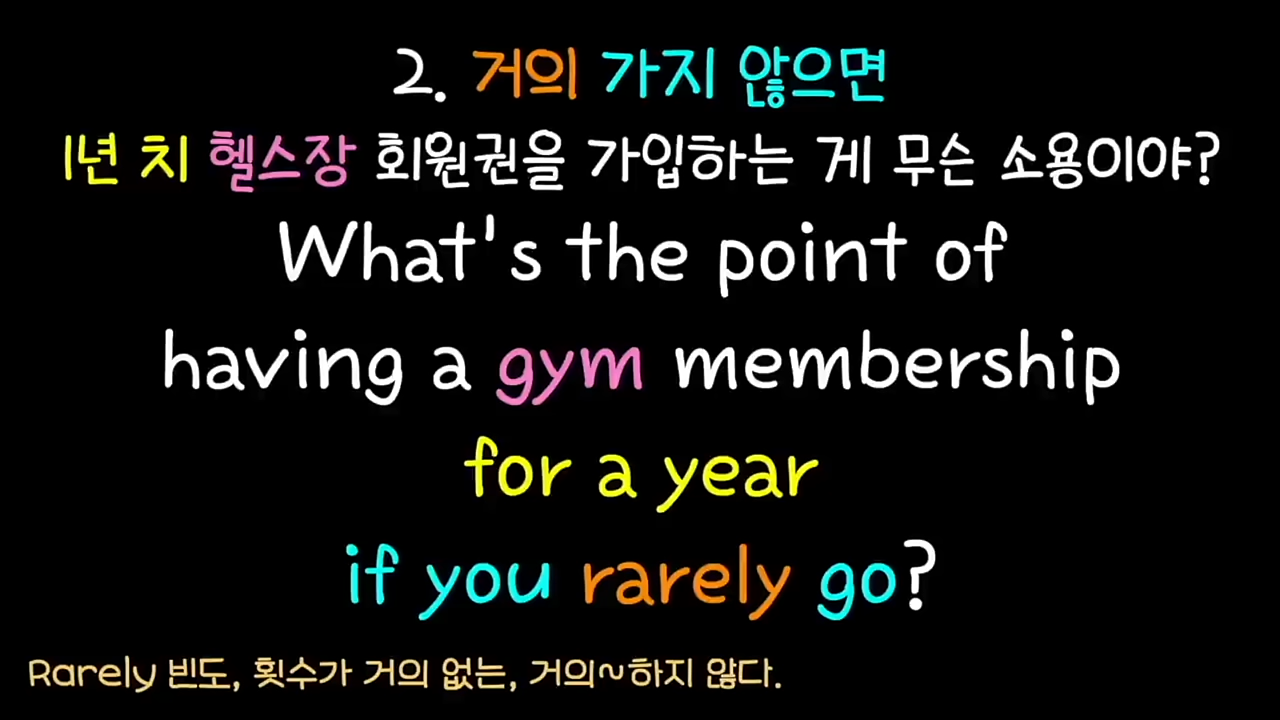 2. 거의 가지 않으면
1년 치 헬스장 회원권을 가입하는 게 무슨 소용이야?
What's the point of
having a gym membership
for a year
if you rarely go?
Rarely 빈도, 횟수가 거의 없는, 거의~하지 않다.